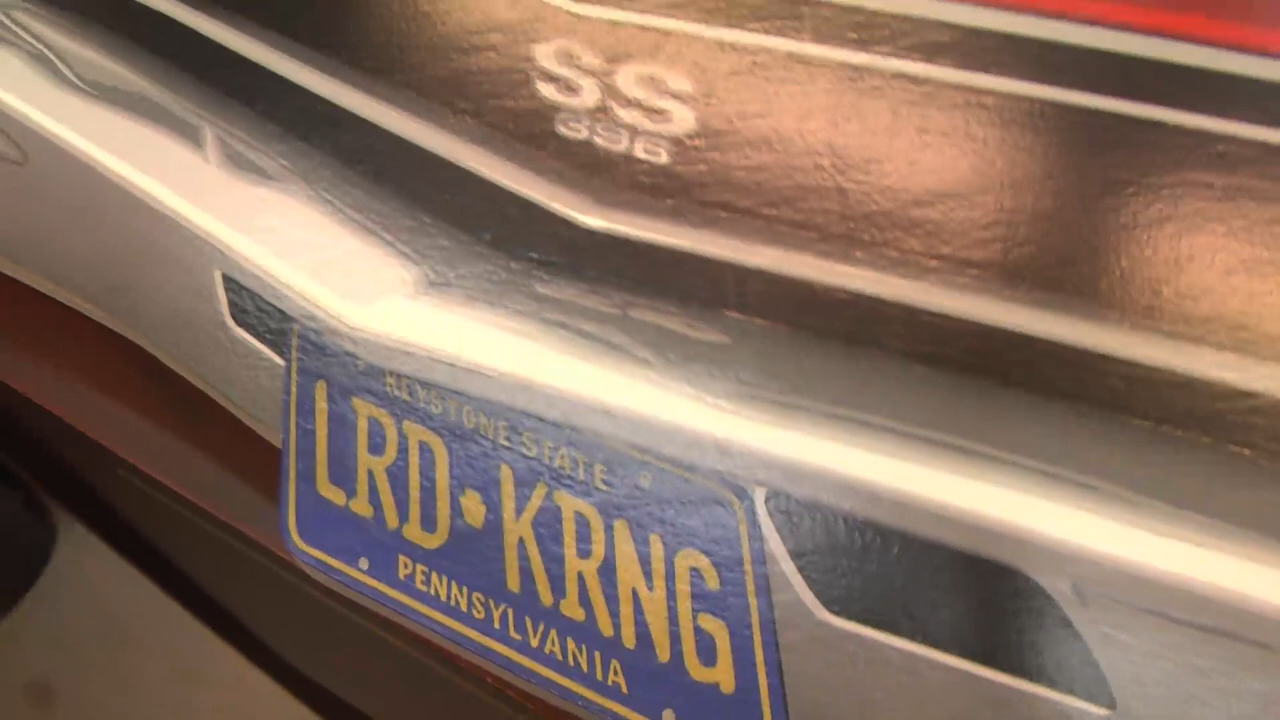 SS
396
KEYSTONE STATE
LRD KRNG
PENNSYLVANIA